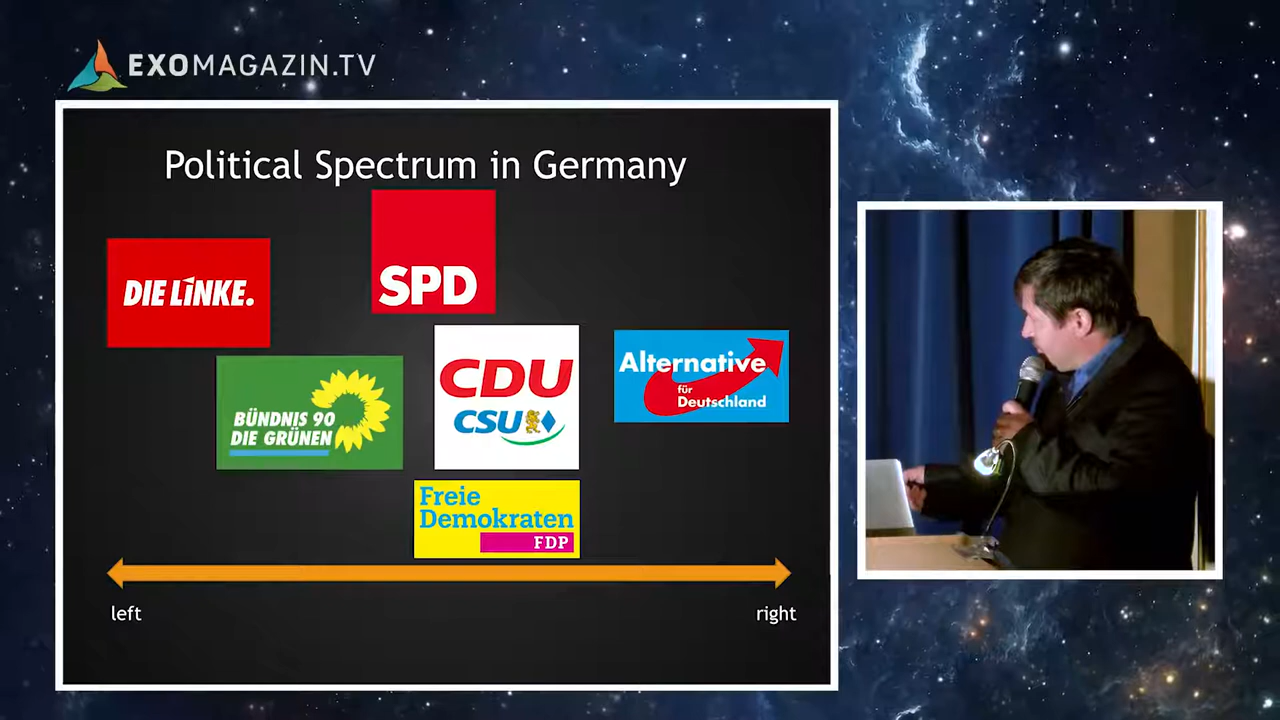 EXOMAGAZIN.TV
Political Spectrum in Germany
SPD
DIE LINKE.
CDU
CSU
Alternative
für
Deutschland
BÜNDNIS 90
DIE GRÜNEN
Freie
Demokraten
FDP
left
right